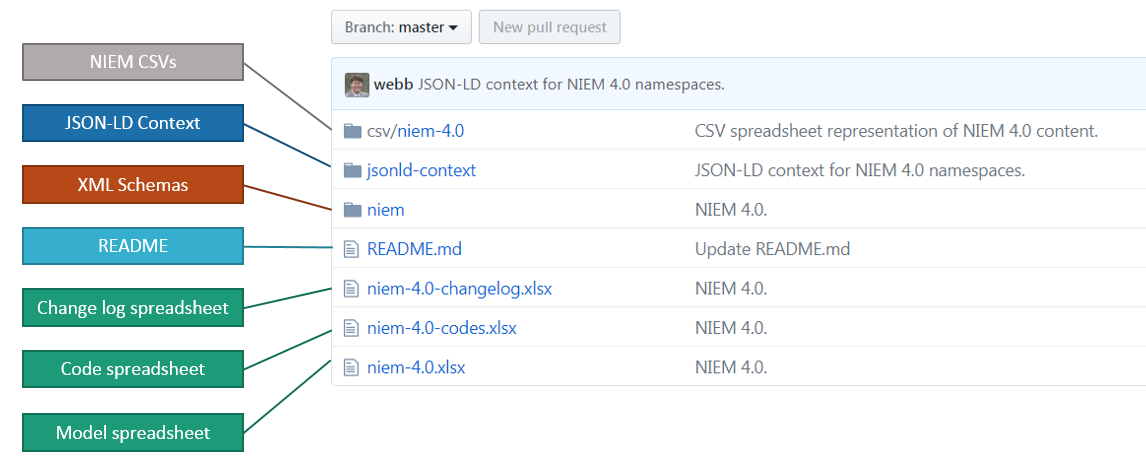 Branch: master
New pull request
NIEM CSVs
webb JSON-LD context for NIEM 4.0 namespaces.
JSON-LD Context
csv/niem-4.0 CSV spreadsheet representation of NIEM 4.0 content.
jsonld-context JSON-LD context for NIEM 4.0 namespaces.
XML Schemas
niem NIEM 4.0.
README
README.md Update README.md
Change log spreadsheet
niem-4.0-changelog.xlsx NIEM 4.0.
niem-4.0-codes.xlsx NIEM 4.0.
Code spreadsheet
niem-4.0.xlsx NIEM 4.0.
Model spreadsheet